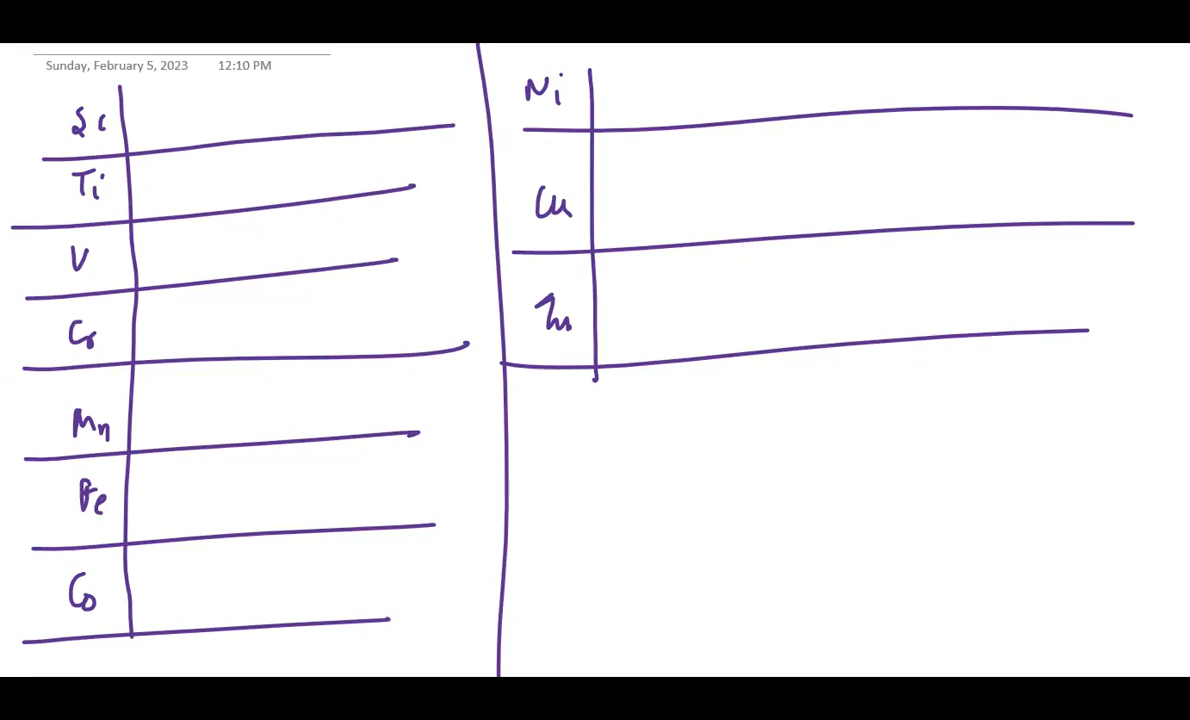 Sunday, February 5, 2023 12:10 PM
Sc
Ti
V
Cr
Mn
Fe
Co
Ni
Cu
Zn